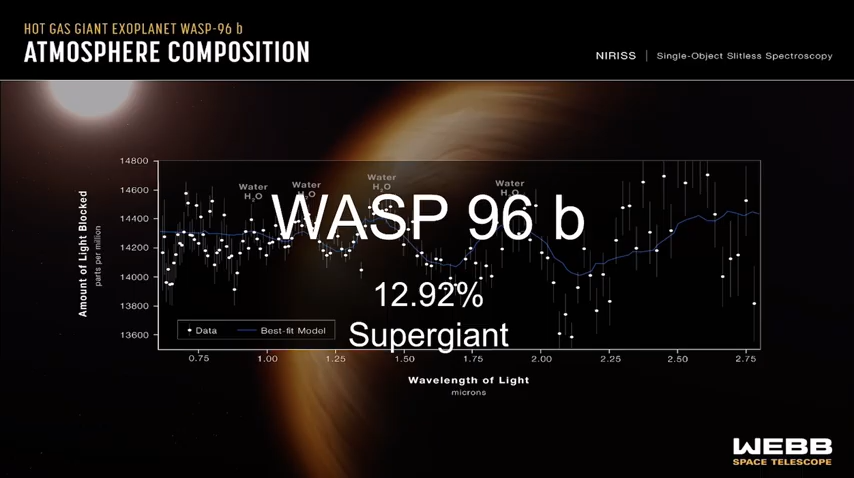 HOT GAS GIANT EXOPLANET WASP-96 b
ATMOSPHERE COMPOSITION
NIRISS | Single-Object Slitless Spectroscopy
14800
14600
14400
14200
14000
13800
13600
Amount of Light Blocked
parts per million
Water
H₂O
Water
H₂O
Water
H₂O
Water
H₂O
WASP 96 b
12.92%
Supergiant
Data
Best-fit Model
0.75
1.00
1.25
1.50
1.75
2.00
2.25
2.50
2.75
Wavelength of Light
microns
WEBB
SPACE TELESCOPE